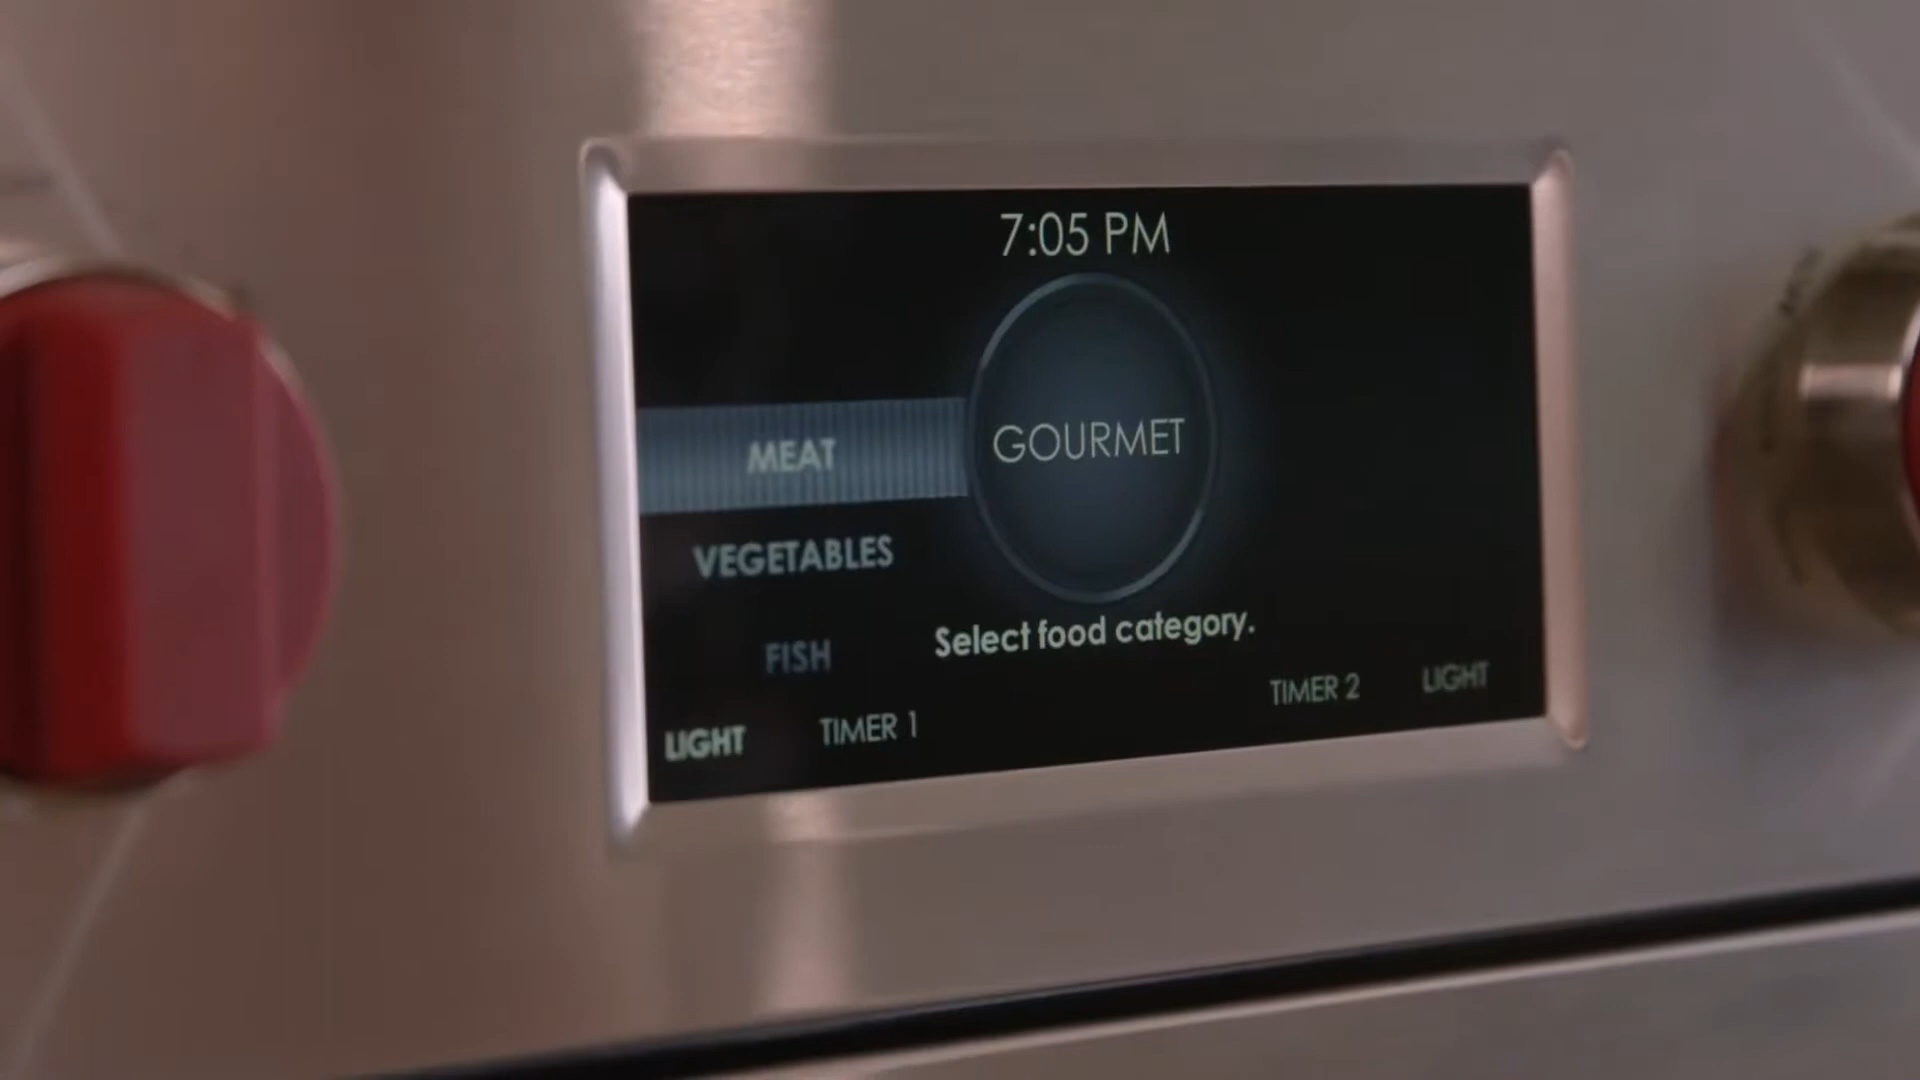 7:05 PM
MEAT
GOURMET
VEGETABLES
FISH
Select food category.
LIGHT
TIMER 1
TIMER 2
LIGHT